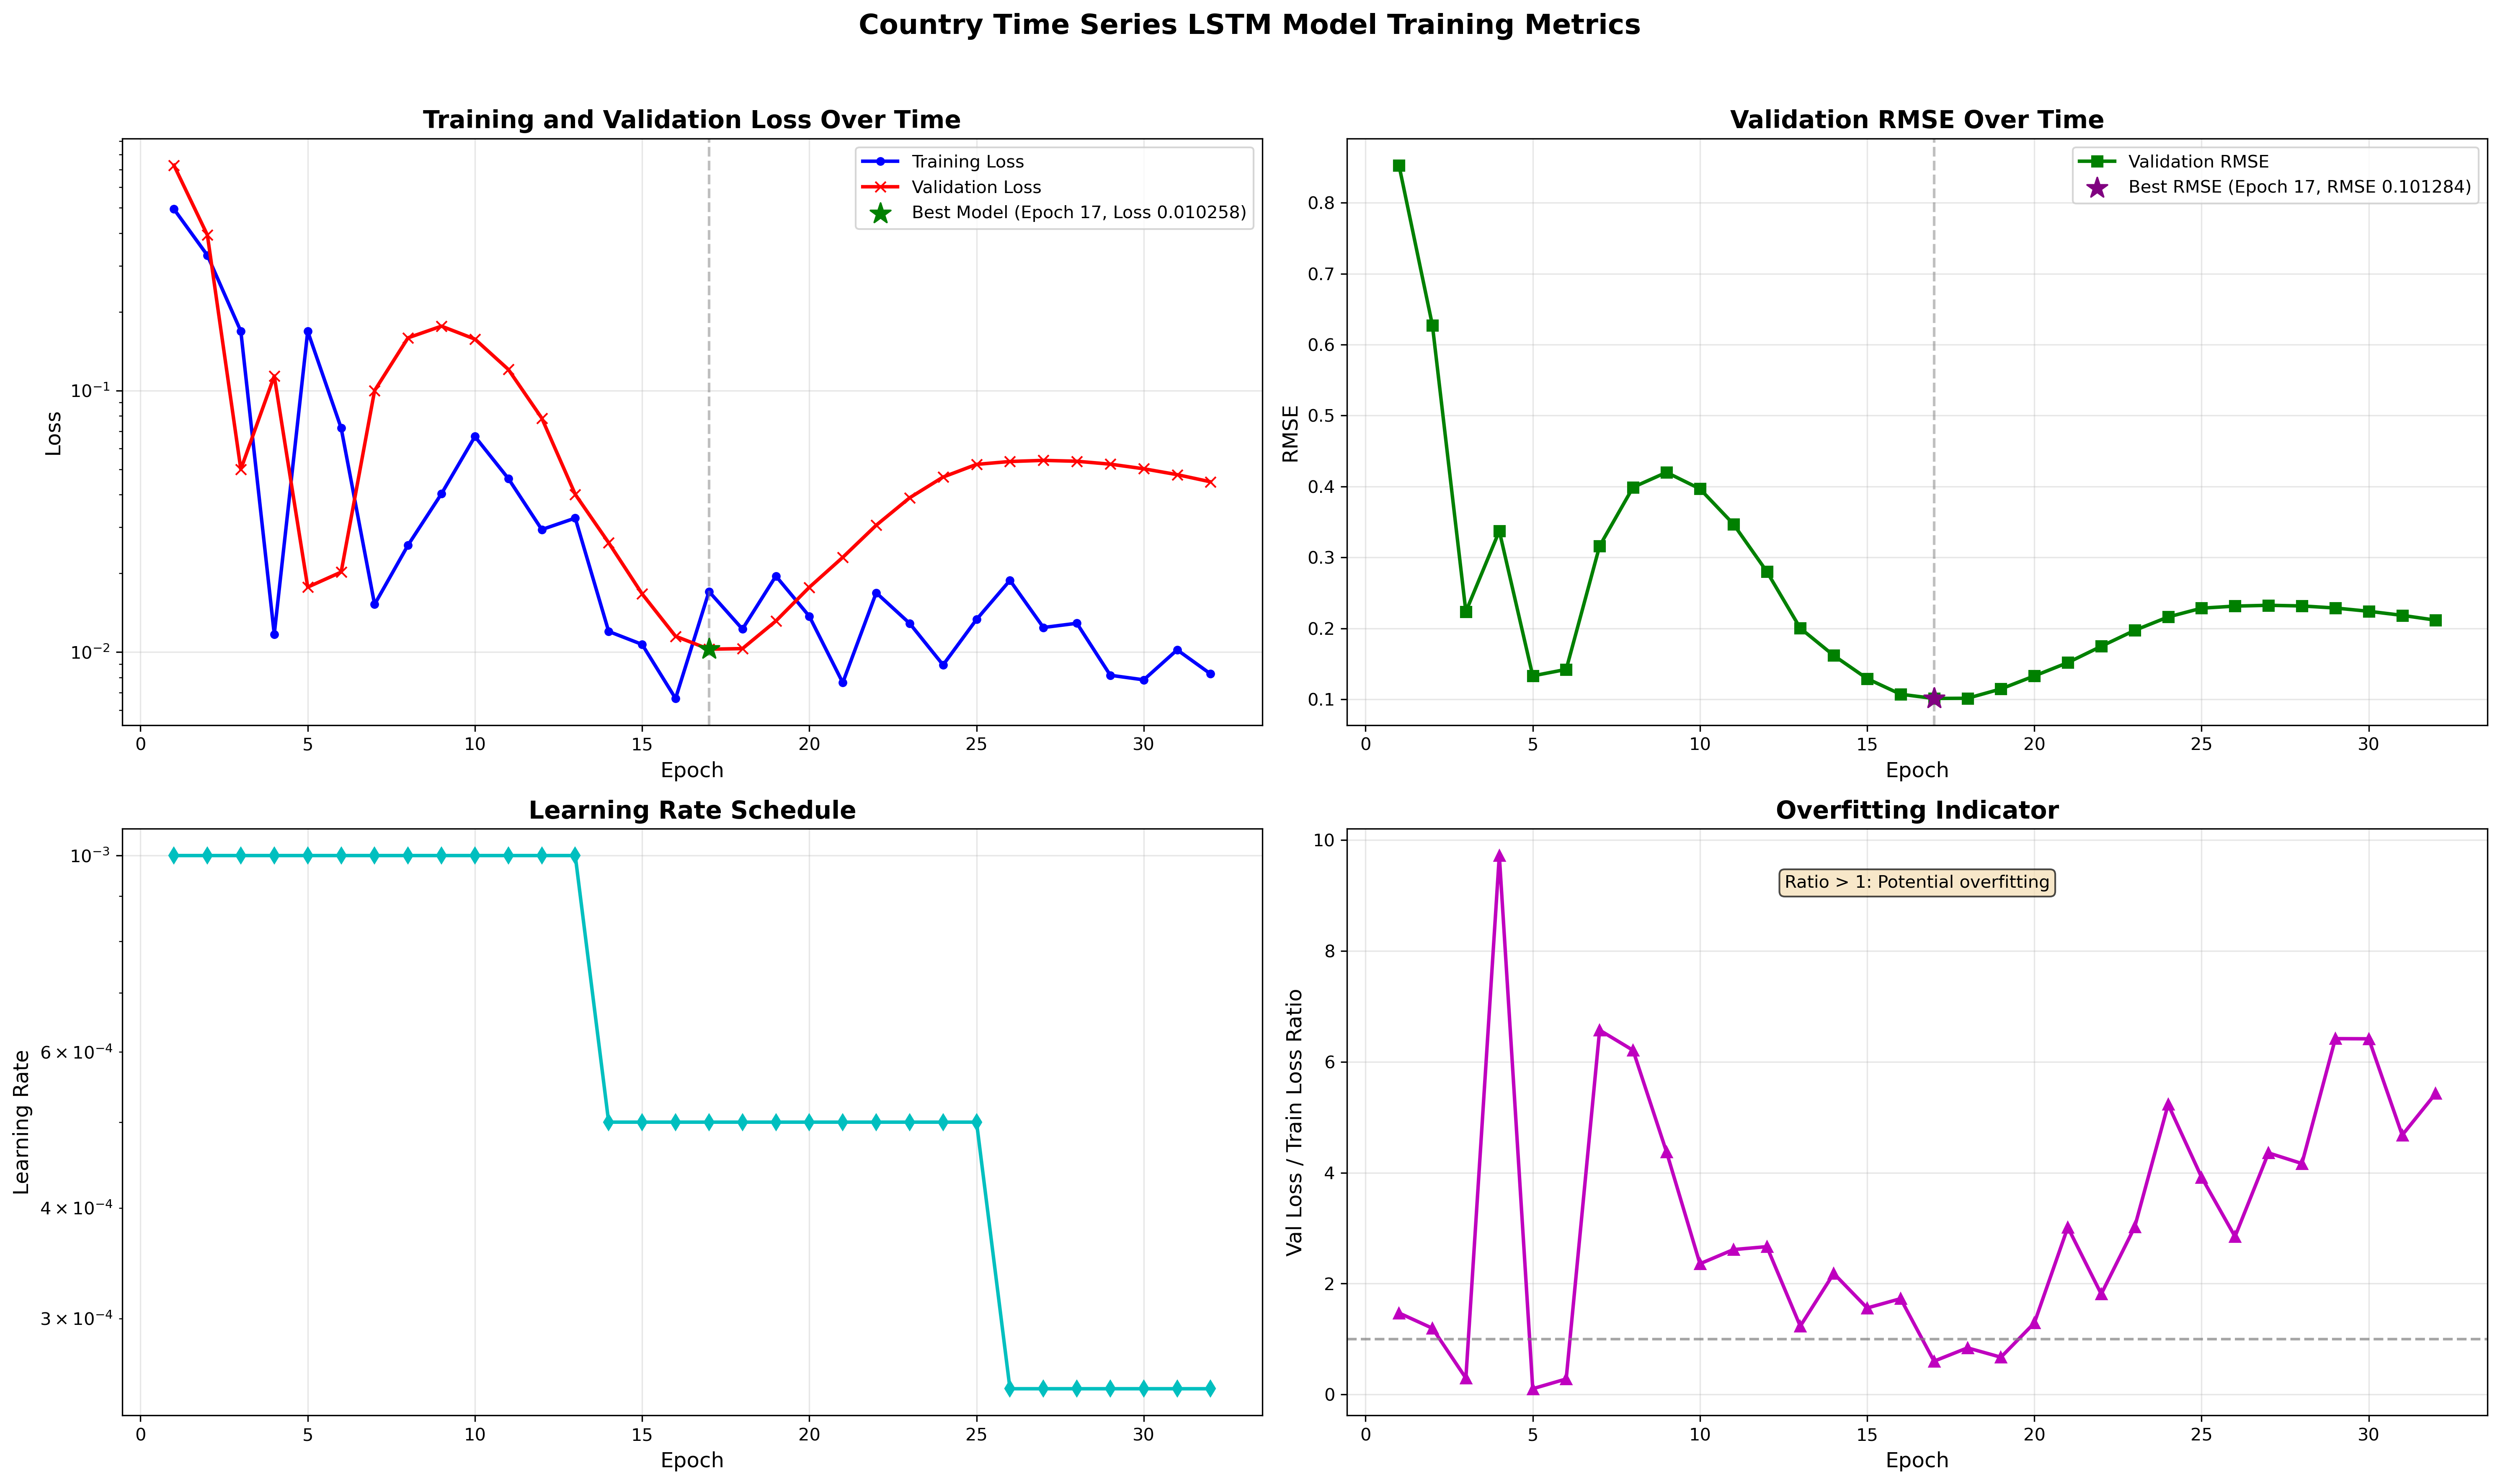 Country Time Series LSTM Model Training Metrics
Training and Validation Loss Over Time
Loss
10⁻¹
10⁻²
Training Loss
Validation Loss
Best Model (Epoch 17, Loss 0.010258)
0 5 10 15 20 25 30
Epoch
Validation RMSE Over Time
RMSE
0.8
0.7
0.6
0.5
0.4
0.3
0.2
0.1
Validation RMSE
Best RMSE (Epoch 17, RMSE 0.101284)
0 5 10 15 20 25 30
Epoch
Learning Rate Schedule
Learning Rate
10⁻³
6 × 10⁻⁴
4 × 10⁻⁴
3 × 10⁻⁴
0 5 10 15 20 25 30
Epoch
Overfitting Indicator
Val Loss / Train Loss Ratio
10
8
6
4
2
0
Ratio > 1: Potential overfitting
0 5 10 15 20 25 30
Epoch